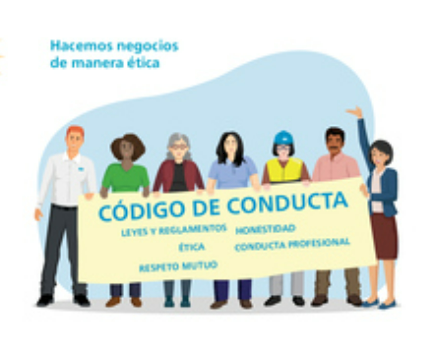 Hacemos negocios
de manera ética
CÓDIGO DE CONDUCTA
LEYES Y REGLAMENTOS HONESTIDAD
ÉTICA CONDUCTA PROFESIONAL
RESPETO MUTUO